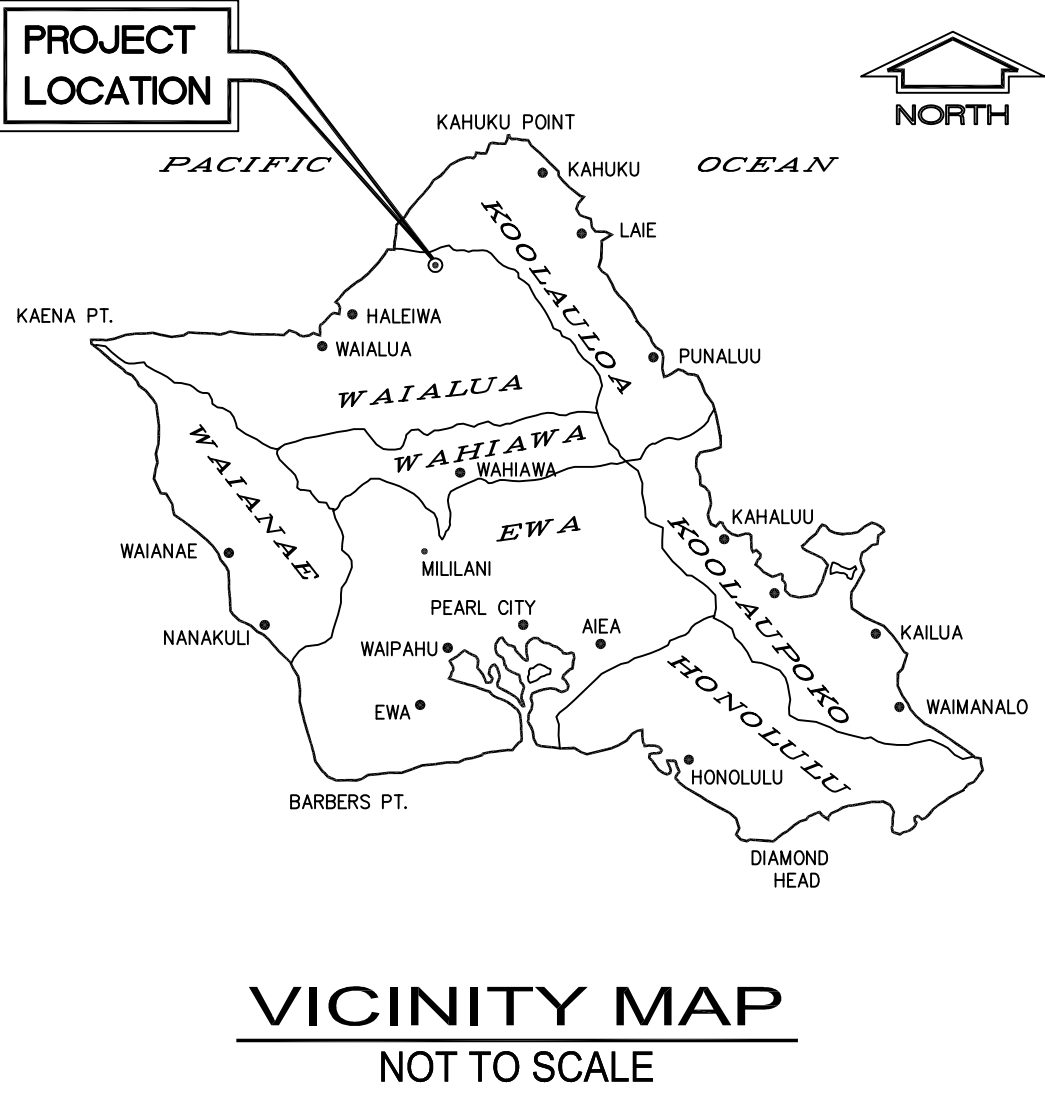 PROJECT
LOCATION
NORTH
KAHUKU POINT
PACIFIC
OCEAN
KAHUKU
KOOLAULOA
LAIE
KAENA PT.
HALEIWA
WAIALUA
PUNALUU
WAIALUA
WAHIAWA
WAHIAWA
WAIANAE
EWA
KAHALUU
WAIANAE
MILILANI
KOOLAUPOKO
PEARL CITY
NANAKULI
WAIPAHU
AIEA
KAILUA
HONOLULU
EWA
WAIMANALO
HONOLULU
BARBERS PT.
DIAMOND
HEAD
VICINITY MAP
NOT TO SCALE